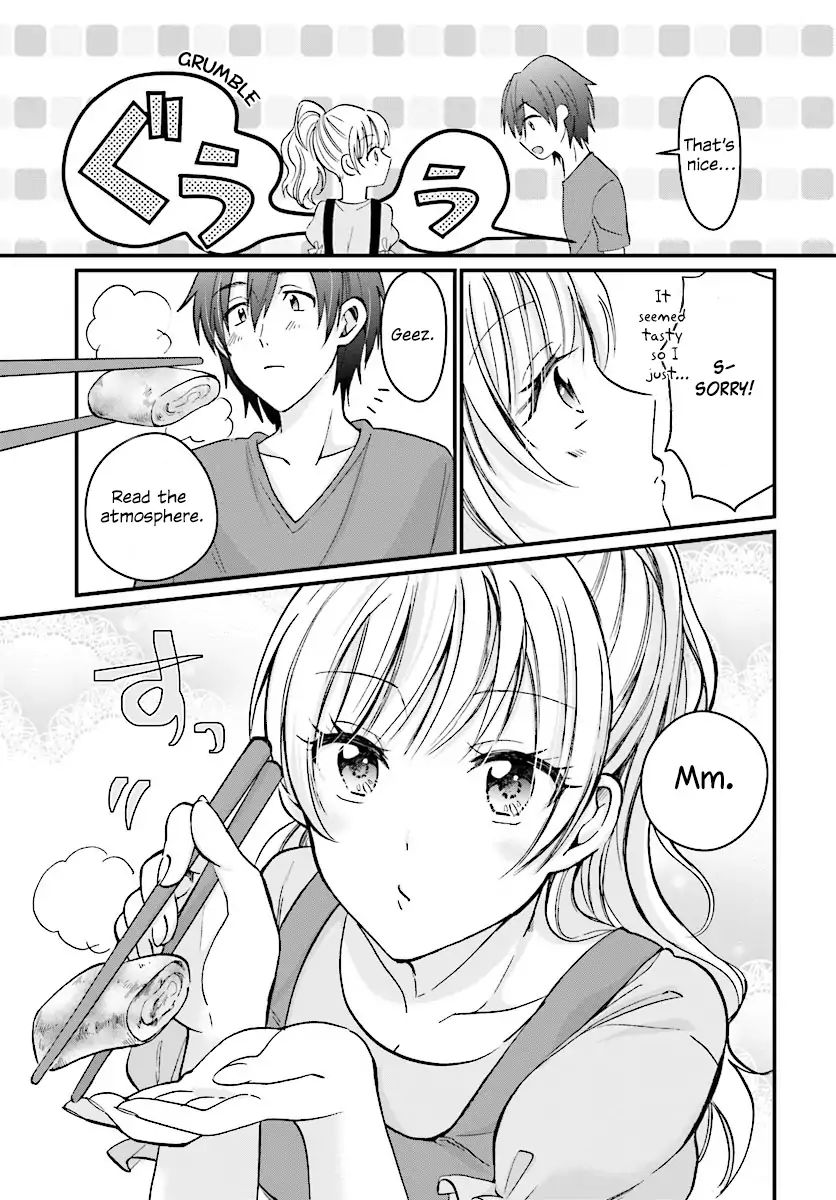 That's
nice...
GRUMBLE
ぐぅぅ
It
seemed
tasty
so I
just...
S-
SORRY!
Geez.
Read the
atmosphere.
Mm.
すっ